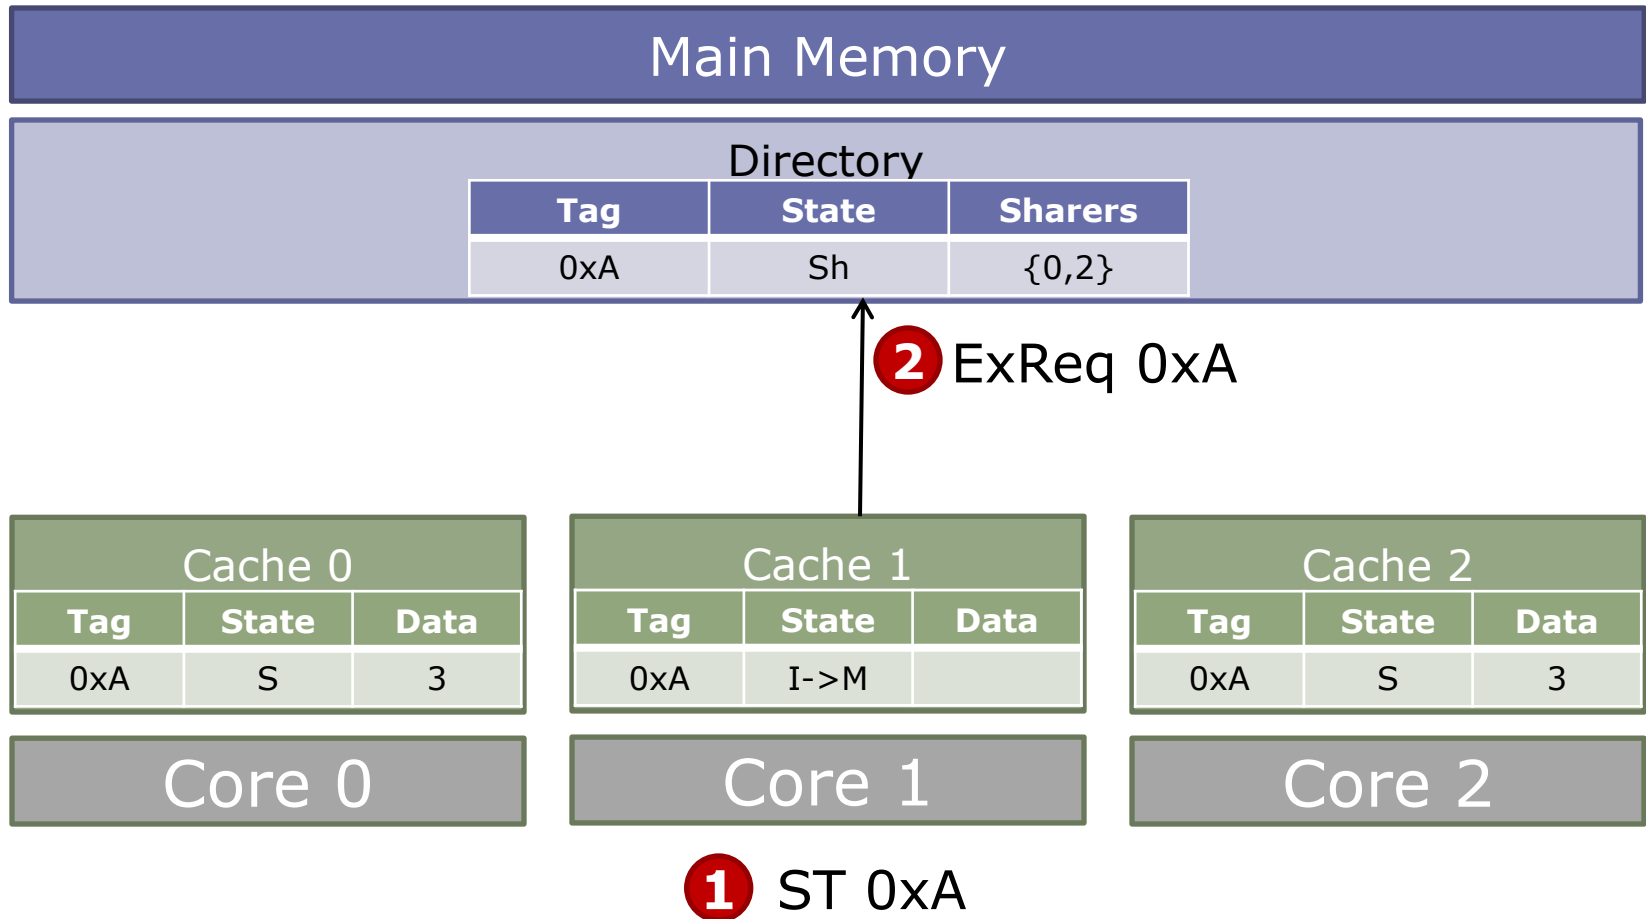 Main Memory
Directory
Tag State Sharers
0xA Sh {0,2}
2 ExReq 0xA
Cache 0
Tag State Data
0xA S 3
Cache 1
Tag State Data
0xA I->M
Cache 2
Tag State Data
0xA S 3
Core 0
Core 1
Core 2
1 ST 0xA